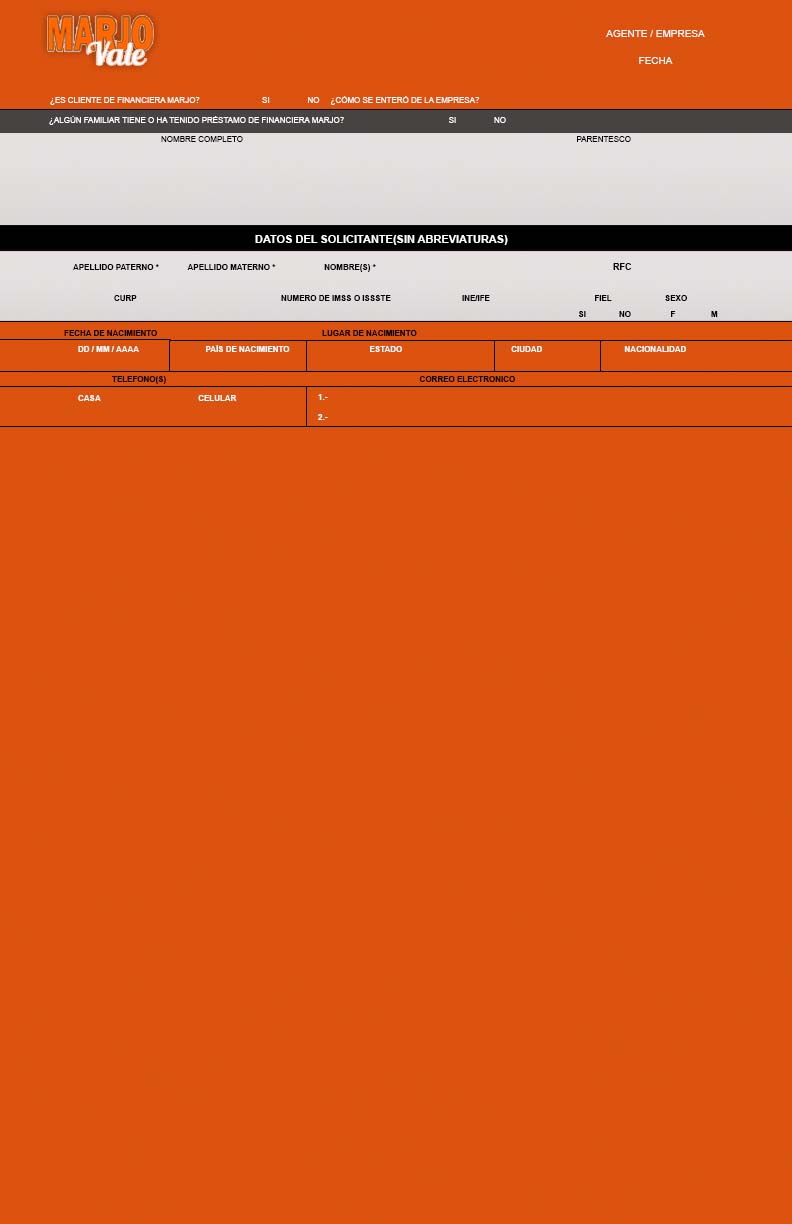 MARJO
Vale
AGENTE / EMPRESA
FECHA
¿ES CLIENTE DE FINANCIERA MARJO? SI NO ¿CÓMO SE ENTERÓ DE LA EMPRESA?
¿ALGÚN FAMILIAR TIENE O HA TENIDO PRÉSTAMO DE FINANCIERA MARJO? SI NO
NOMBRE COMPLETO PARENTESCO
DATOS DEL SOLICITANTE(SIN ABREVIATURAS)
APELLIDO PATERNO * APELLIDO MATERNO * NOMBRE(S) * RFC
CURP NUMERO DE IMSS O ISSSTE INE/IFE FIEL SEXO
SI NO F M
FECHA DE NACIMIENTO LUGAR DE NACIMIENTO
DD / MM / AAAA PAÍS DE NACIMIENTO ESTADO CIUDAD NACIONALIDAD
TELEFONO(S) CORREO ELECTRONICO
CASA CELULAR 1.-
2.-